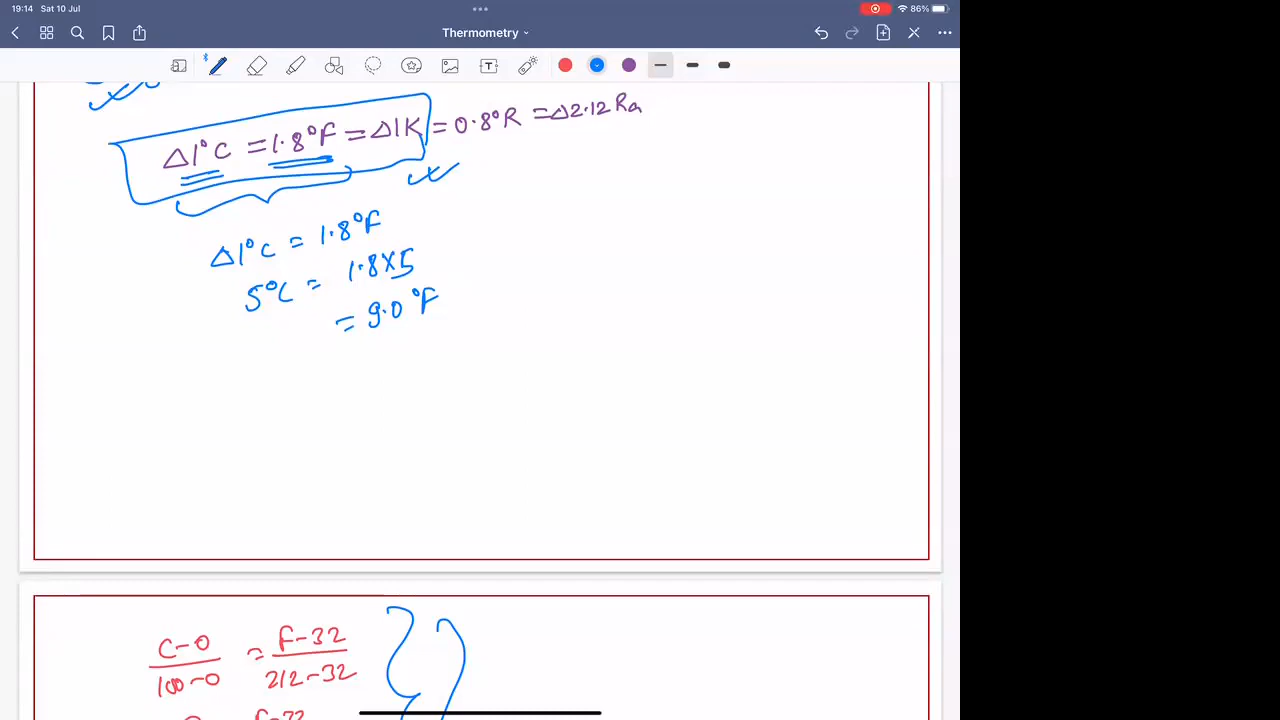 19:14 Sat 10 Jul
86%
Thermometry
T
Δ1°C = 1.8°F = Δ1K = 0.8°R = Δ2.12 Ra
Δ1°C = 1.8°F
5°C = 1.8×5
= 9.0°F
C-0 / 100-0 = F-32 / 212-32
F-32